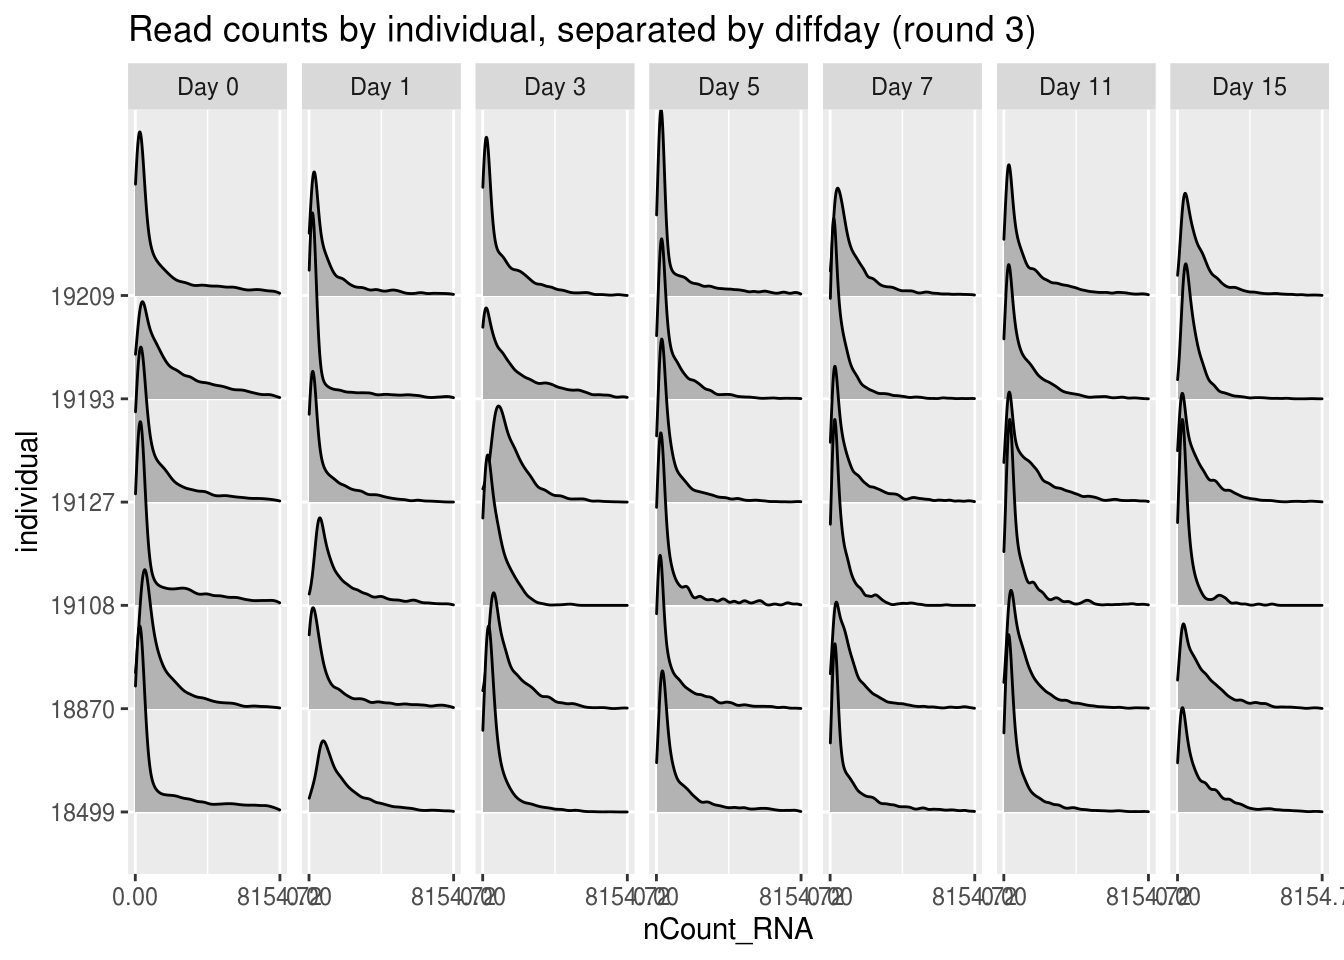 Read counts by individual, separated by diffday (round 3)
Day 0 Day 1 Day 3 Day 5 Day 7 Day 11 Day 15
19209
19193
19127
19108
18870
18499
individual
0.00
nCount_RNA